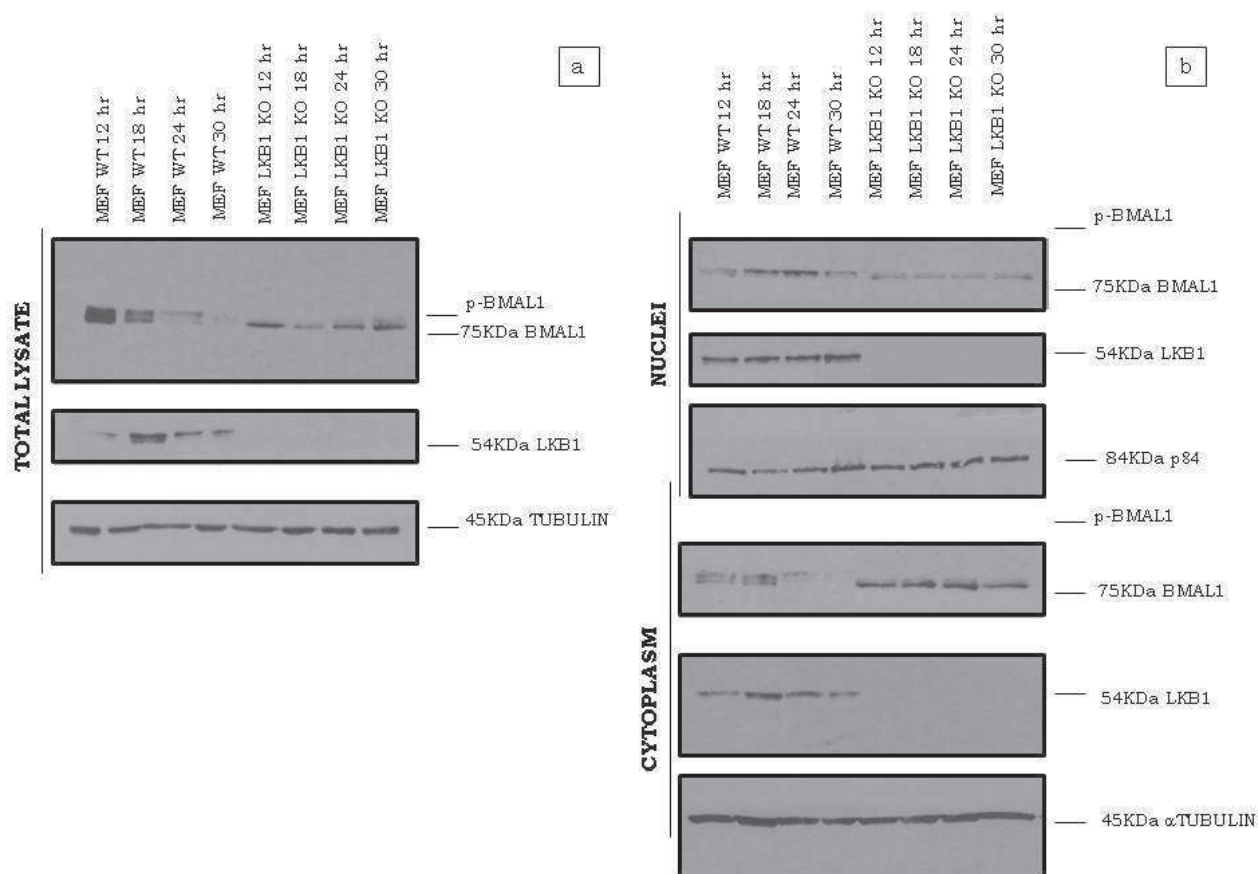 a
MEF WT 12 hr
MEF WT 18 hr
MEF WT 24 hr
MEF WT 30 hr
MEF LKB1 KO 12 hr
MEF LKB1 KO 18 hr
MEF LKB1 KO 24 hr
MEF LKB1 KO 30 hr
TOTAL LYSATE
p-BMAL1
75KDa BMAL1
54KDa LKB1
45KDa TUBULIN
b
MEF WT 12 hr
MEF WT 18 hr
MEF WT 24 hr
MEF WT 30 hr
MEF LKB1 KO 12 hr
MEF LKB1 KO 18 hr
MEF LKB1 KO 24 hr
MEF LKB1 KO 30 hr
NUCLEI
p-BMAL1
75KDa BMAL1
54KDa LKB1
84KDa p84
CYTOPLASM
p-BMAL1
75KDa BMAL1
54KDa LKB1
45KDa αTUBULIN